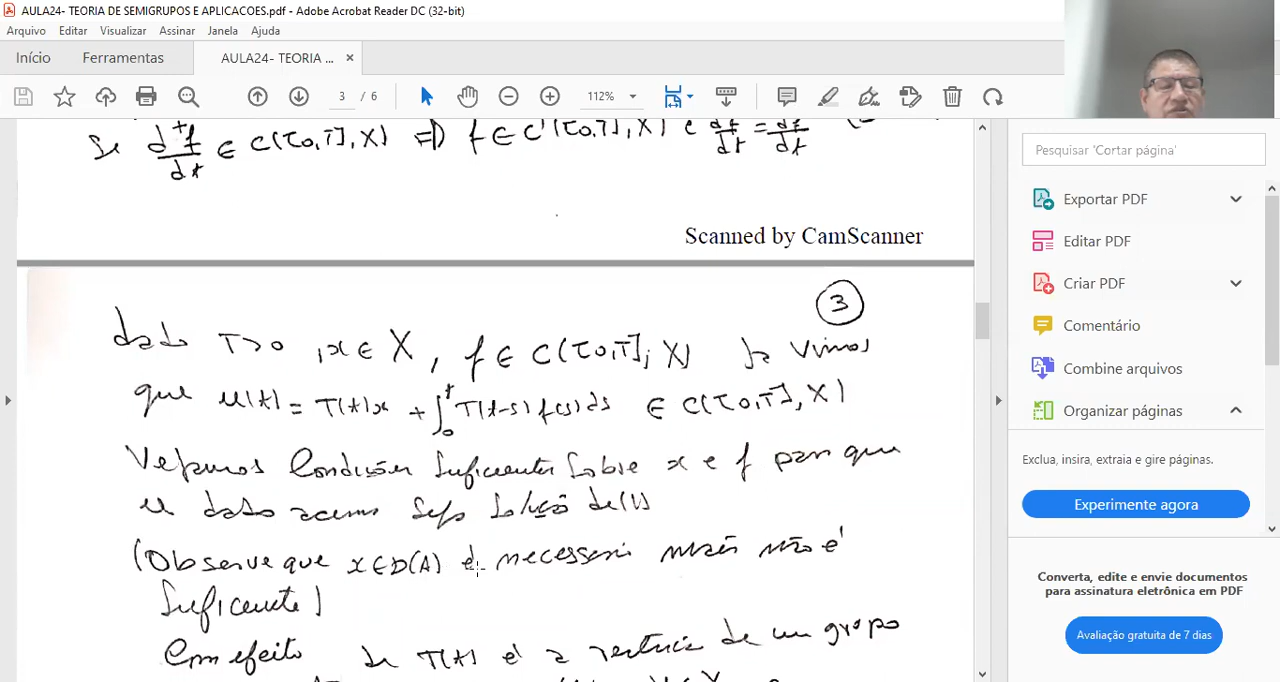 AULA24- TEORIA DE SEMIGRUPOS E APLICACOES.pdf - Adobe Acrobat Reader DC (32-bit)
Arquivo Editar Visualizar Assinar Janela Ajuda
Início Ferramentas AULA24- TEORIA ... ×
3 / 6 112%
Se d⁺f/dt ∈ C([0,T],X) => f ∈ C¹([0,T],X) e d⁺f/dt = df/dt
Scanned by CamScanner
3
dado T>0, x ∈ X, f ∈ C([0,T]; X) Ja vimos
que u(t) = T(t)x + ∫₀ᵗ T(t-s) f(s) ds ∈ C([0,T], X)
Vejamos Condições Suficientes Sobre x e f para que
u dado acima Seja Solução de (1)
(Observe que x ∈ D(A) é necessario mais não é
Suficiente)
Com efeito Se T(t) é a restrição de um grupo
Pesquisar 'Cortar página'
Exportar PDF
Editar PDF
Criar PDF
Comentário
Combine arquivos
Organizar páginas
Exclua, insira, extraia e gire páginas.
Experimente agora
Converta, edite e envie documentos
para assinatura eletrônica em PDF
Avaliação gratuita de 7 dias